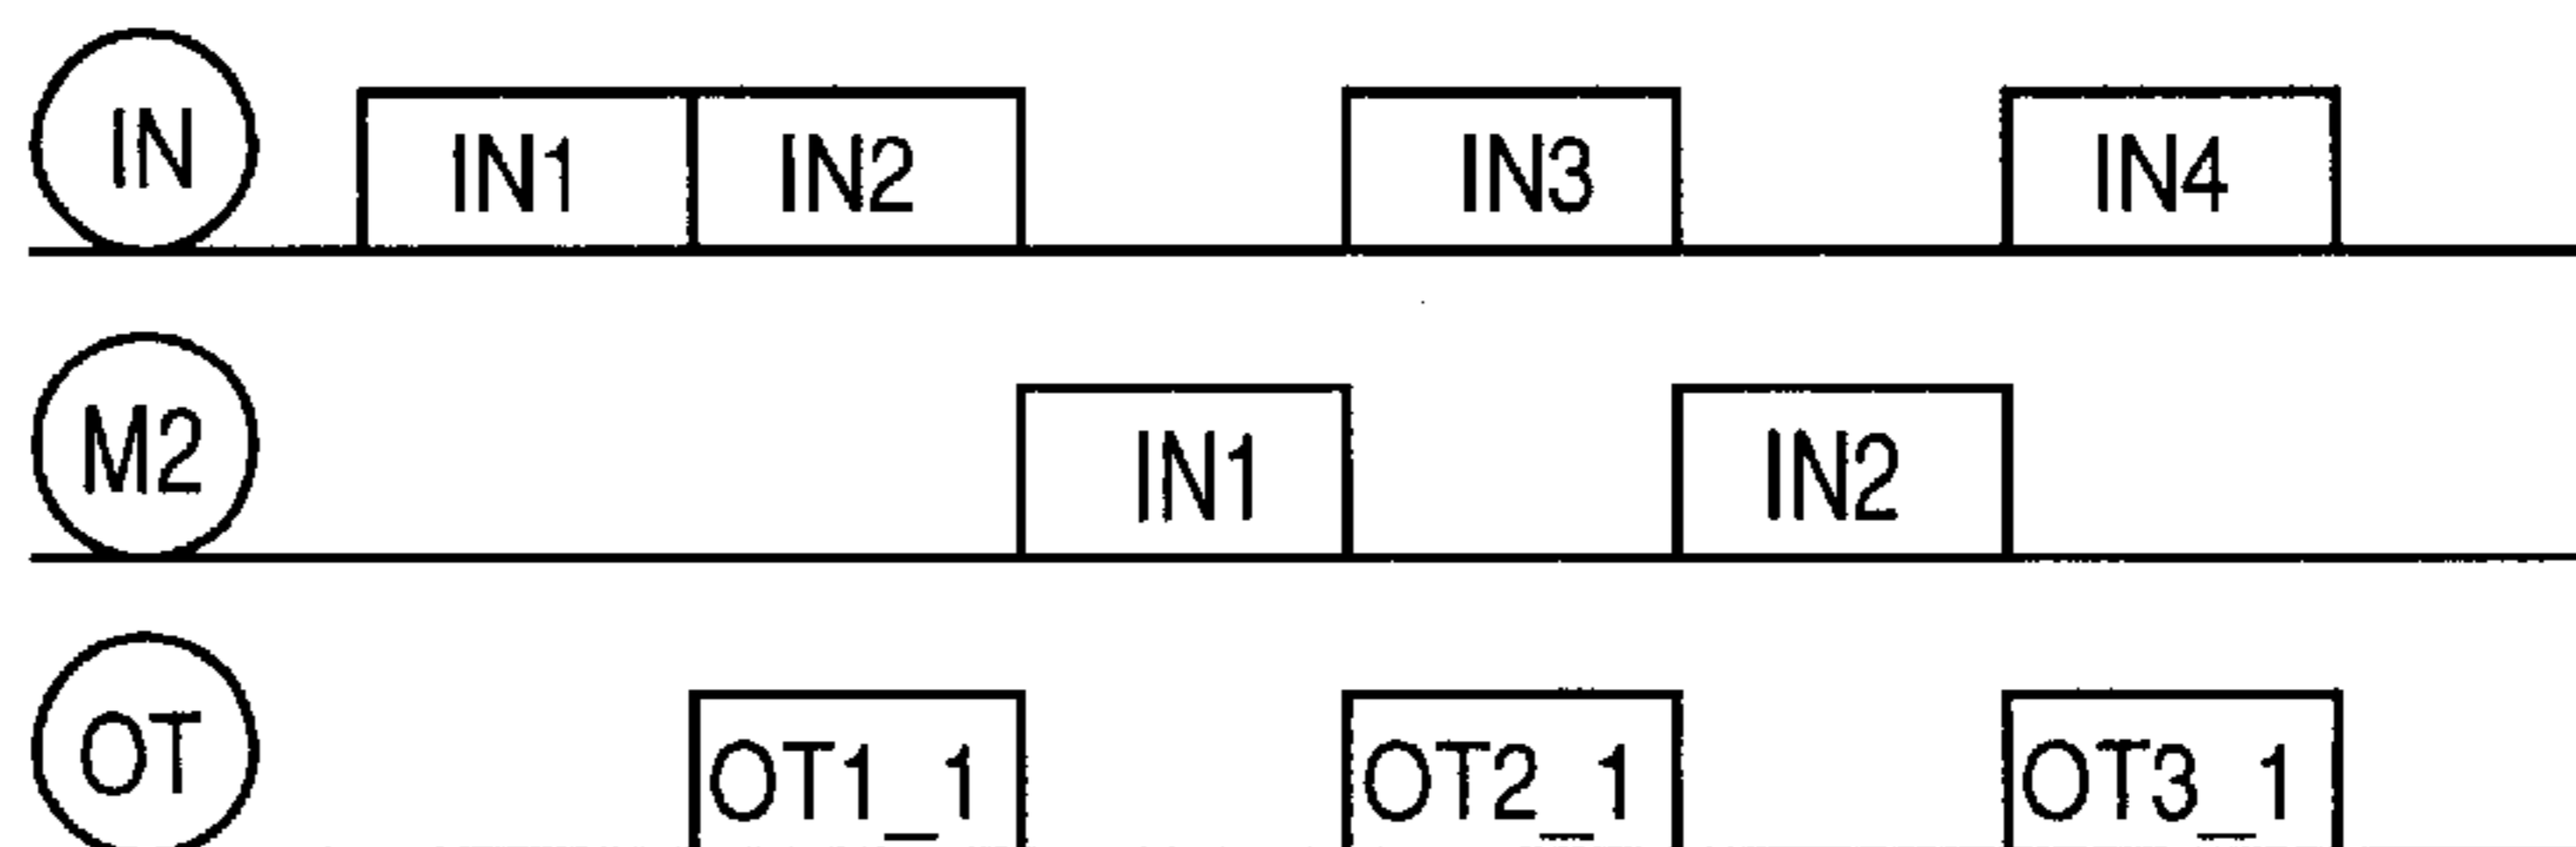 IN IN1 IN2 IN3 IN4
M2 IN1 IN2
OT OT1_1 OT2_1 OT3_1